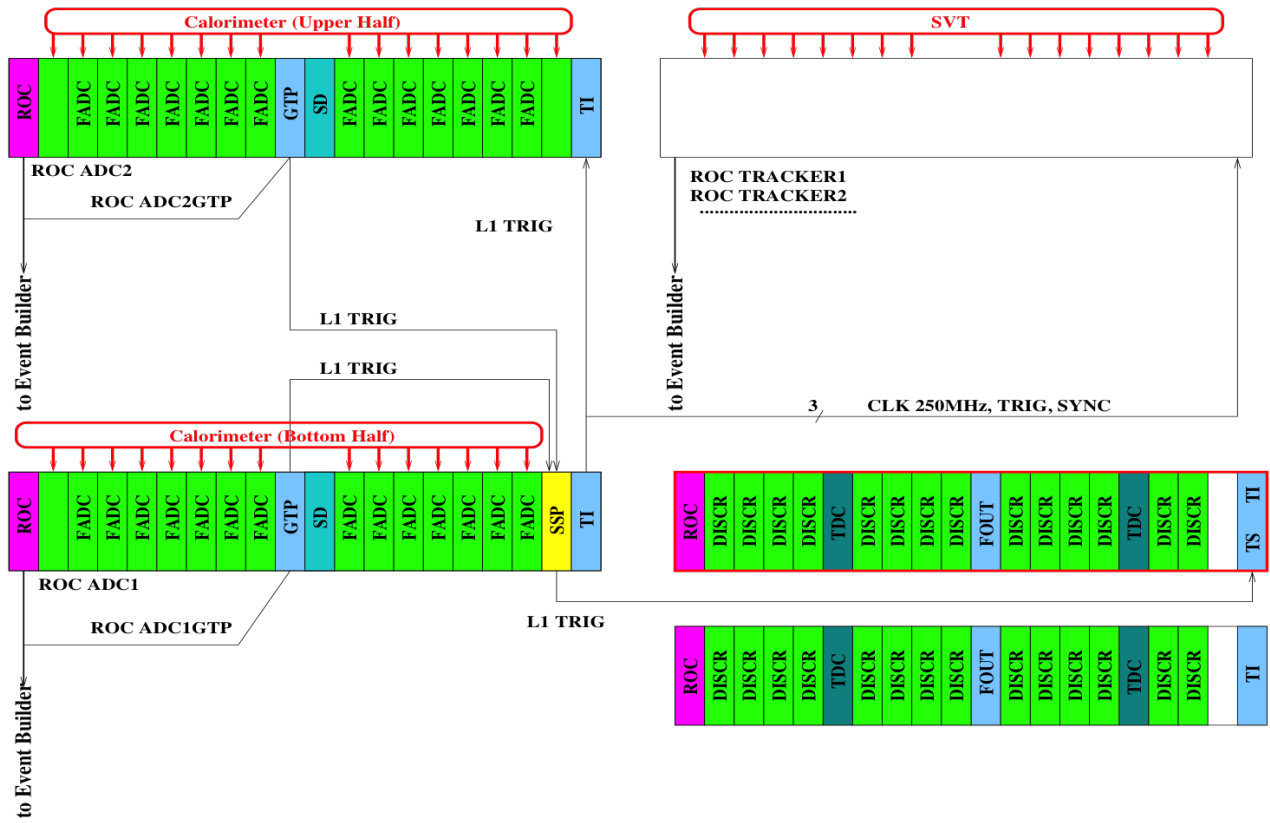 Calorimeter (Upper Half)
SVT
ROC
FADC
FADC
FADC
FADC
FADC
FADC
FADC
GTP
SD
FADC
FADC
FADC
FADC
FADC
FADC
FADC
TI
ROC ADC2
ROC ADC2GTP
L1 TRIG
ROC TRACKER1
ROC TRACKER2
to Event Builder
to Event Builder
L1 TRIG
L1 TRIG
3
CLK 250MHz, TRIG, SYNC
Calorimeter (Bottom Half)
ROC
FADC
FADC
FADC
FADC
FADC
FADC
FADC
GTP
SD
FADC
FADC
FADC
FADC
FADC
FADC
FADC
SSP
TI
ROC
DISCR
DISCR
DISCR
DISCR
TDC
DISCR
DISCR
DISCR
DISCR
FOUT
DISCR
DISCR
DISCR
DISCR
TDC
DISCR
DISCR
TS TI
ROC ADC1
ROC ADC1GTP
L1 TRIG
ROC
DISCR
DISCR
DISCR
DISCR
TDC
DISCR
DISCR
DISCR
DISCR
FOUT
DISCR
DISCR
DISCR
DISCR
TDC
DISCR
DISCR
TI
to Event Builder